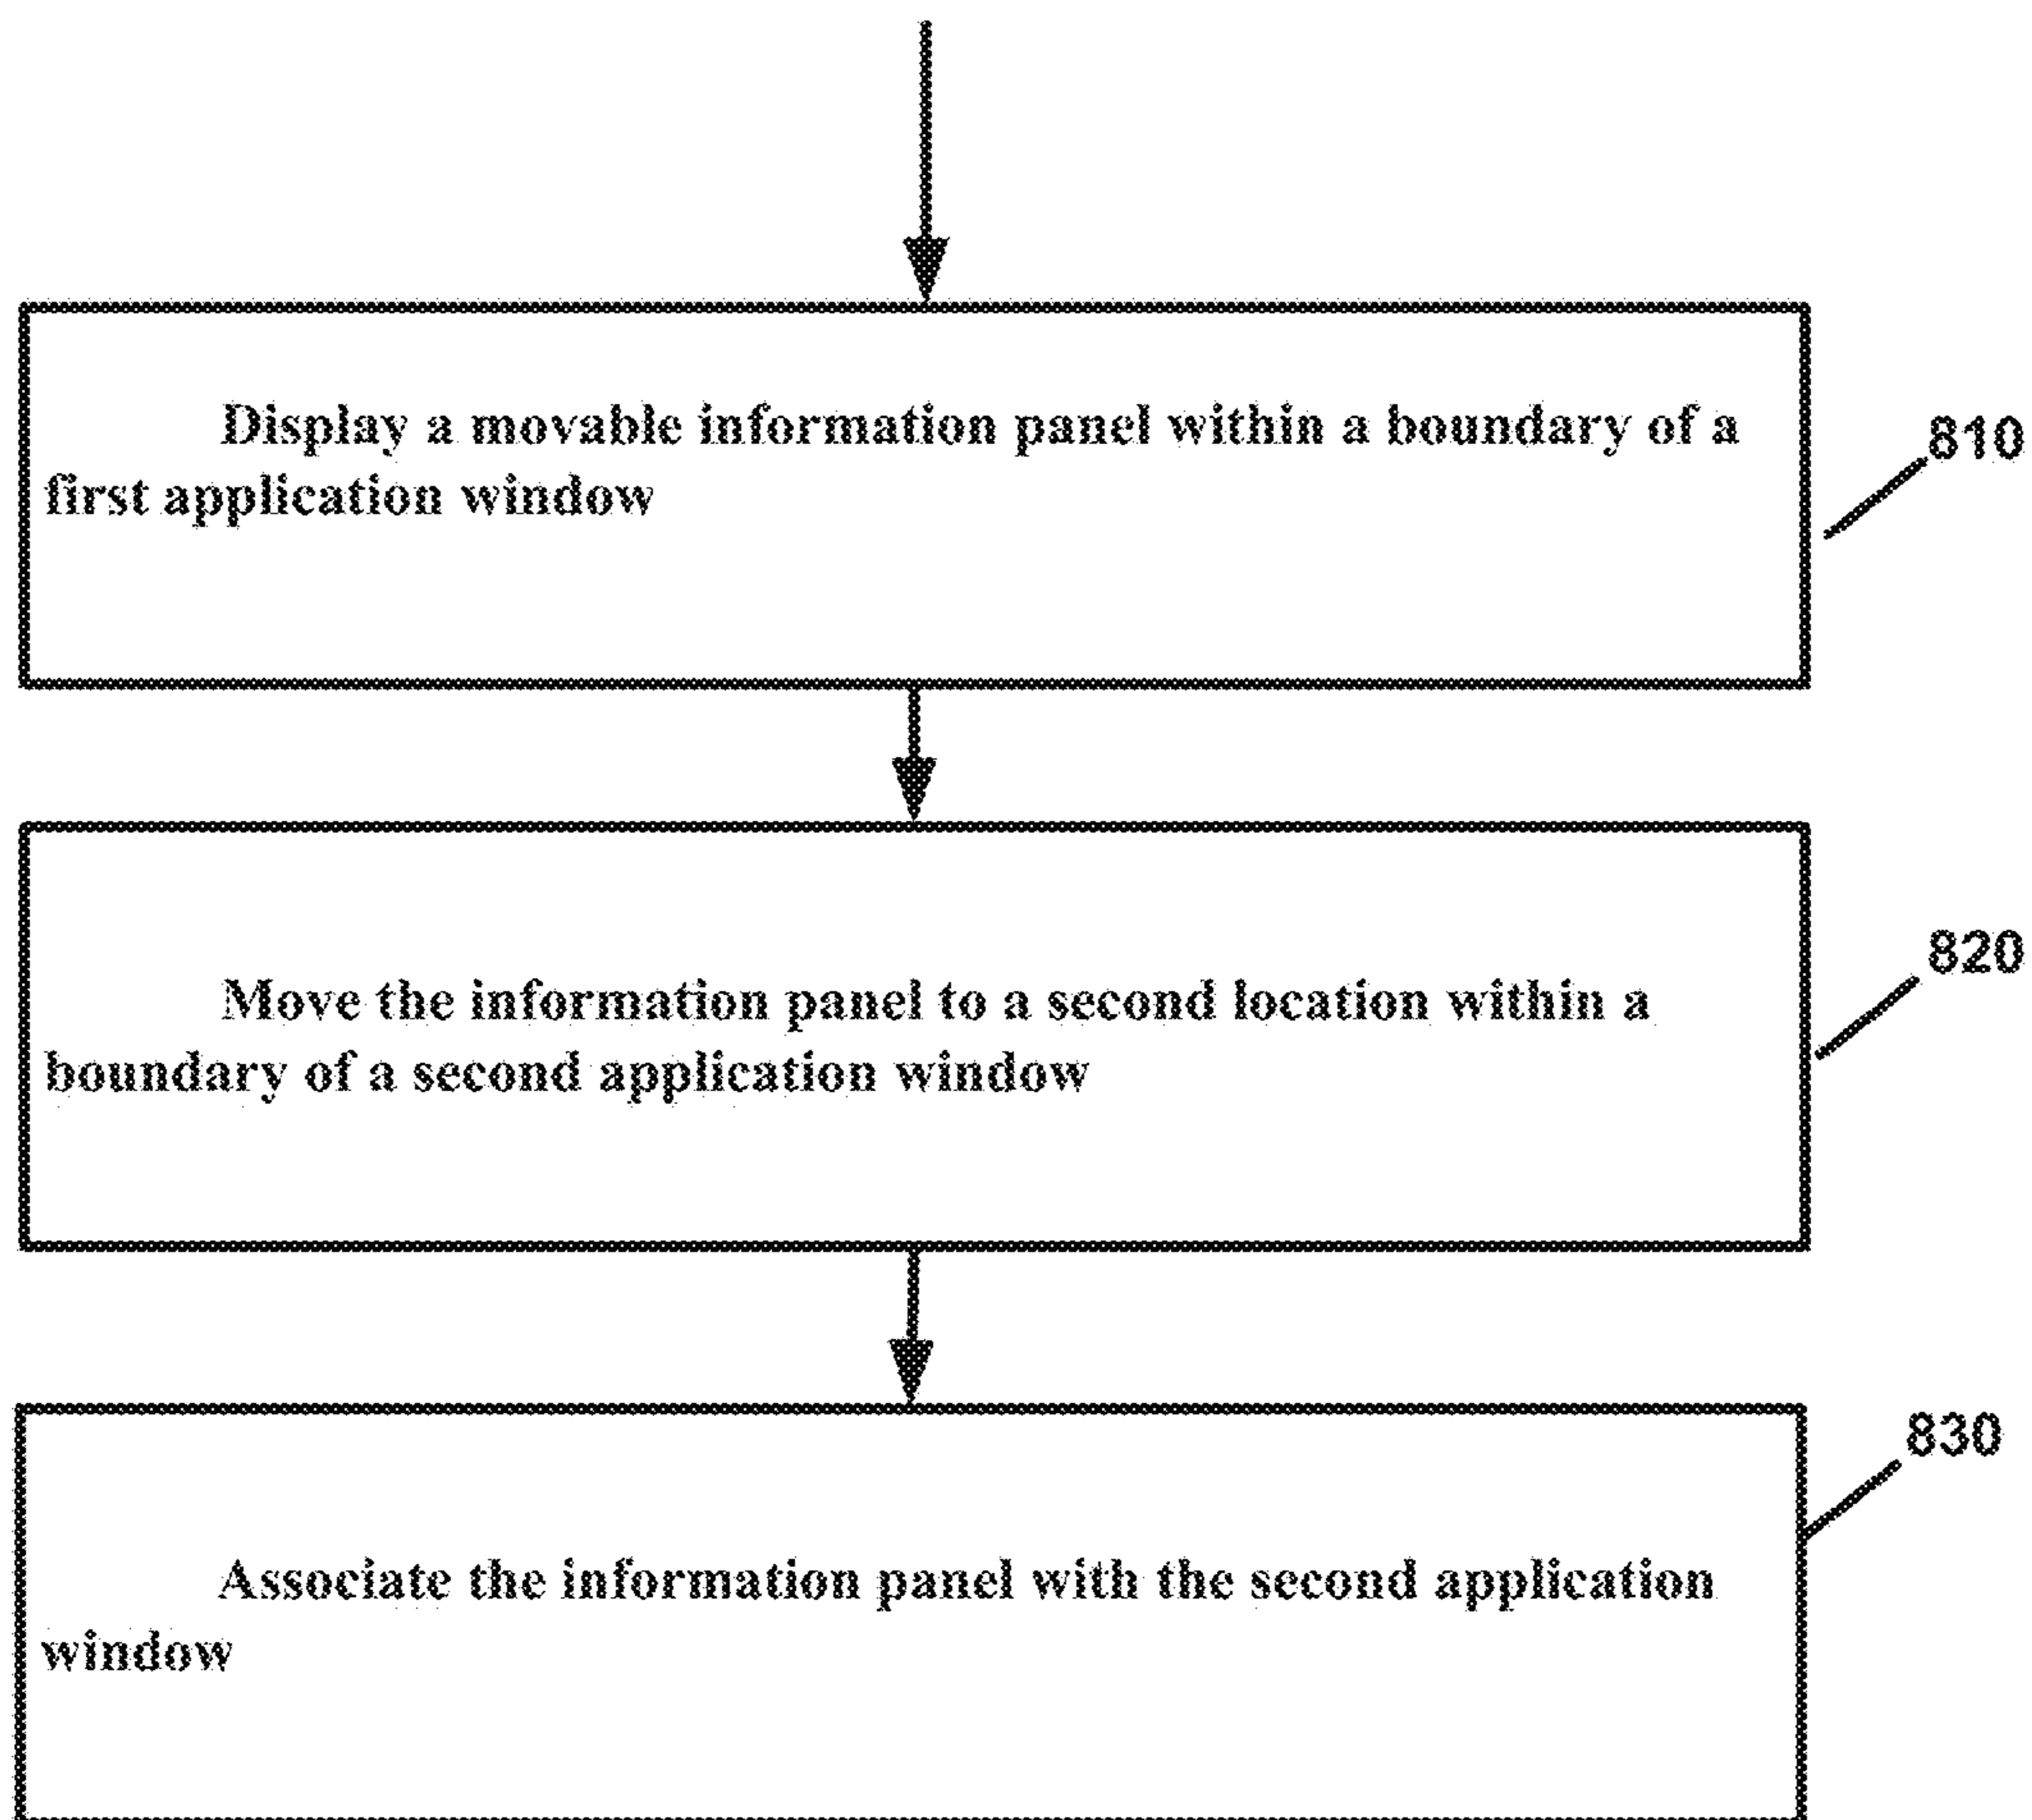 Display a movable information panel within a boundary of a
first application window
810
Move the information panel to a second location within a
boundary of a second application window
820
Associate the information panel with the second application
window
830